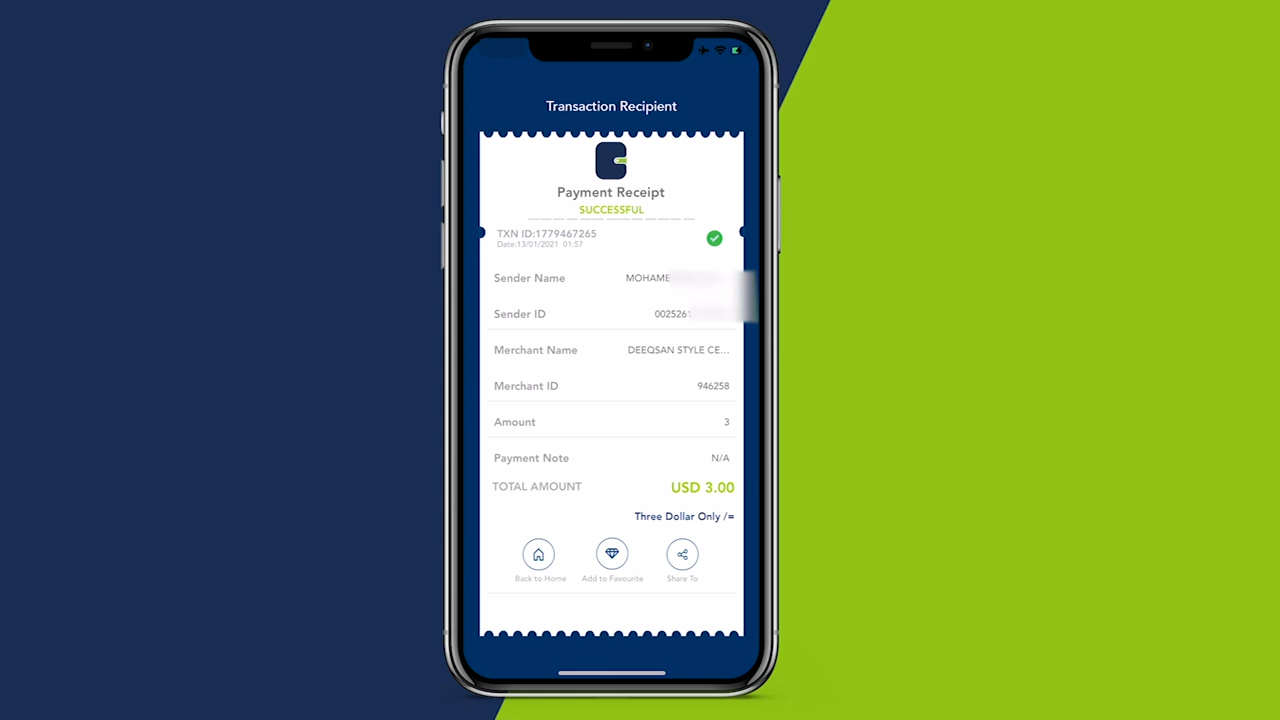 Transaction Recipient
Payment Receipt
SUCCESSFUL
TXN ID:1779467265
Date:13/01/2021 01:57
Sender Name MOHAME
Sender ID 0025261
Merchant Name DEEQSAN STYLE CE...
Merchant ID 946258
Amount 3
Payment Note N/A
TOTAL AMOUNT USD 3.00
Three Dollar Only /=
Back to Home Add to Favourite Share To